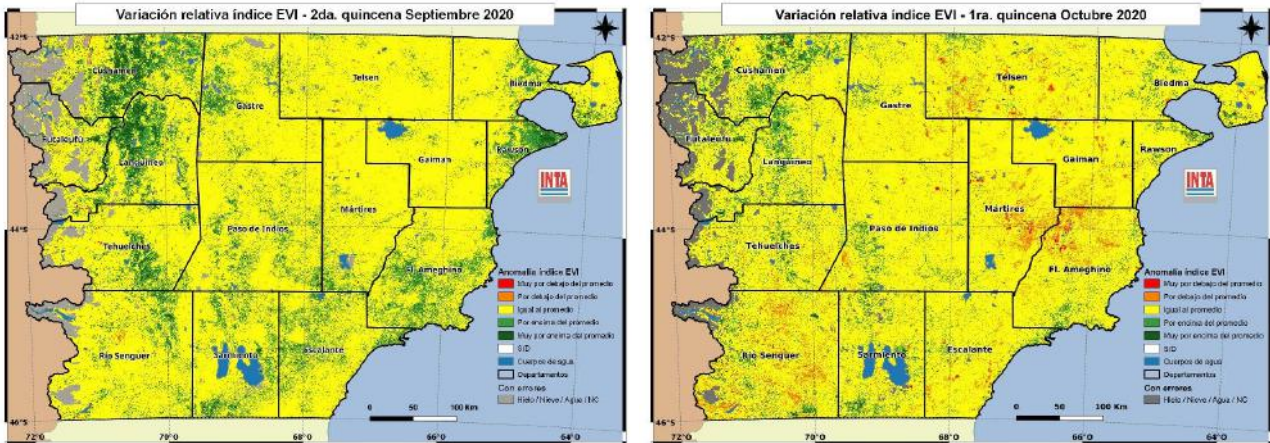 Variación relativa índice EVI - 2da. quincena Septiembre 2020
42°S
Cushamen
Telsen
Biedma
Gastre
Futaleufú
Languineo
Gaiman
Rawson
INTA
Mártires
44°S
Tehuelches
Paso de Indios
Fl. Ameghino
Anomalía índice EVI
Muy por debajo del promedio
Por debajo del promedio
Igual al promedio
Por encima del promedio
Muy por encima del promedio
S/D
Cuerpos de agua
Departamentos
Con errores
Hielo / Nieve / Agua / NC
Río Senguer
Sarmiento
Escalante
0 50 100 Km
46°S
72°O 70°O 68°O 66°O 64°O
Variación relativa índice EVI - 1ra. quincena Octubre 2020
42°S
Cushamen
Telsen
Biedma
Gastre
Futaleufú
Languineo
Gaiman
Rawson
INTA
Mártires
44°S
Tehuelches
Paso de Indios
Fl. Ameghino
Anomalía índice EVI
Muy por debajo del promedio
Por debajo del promedio
Igual al promedio
Por encima del promedio
Muy por encima del promedio
S/D
Cuerpos de agua
Departamentos
Con errores
Hielo / Nieve / Agua / NC
Río Senguer
Sarmiento
Escalante
0 50 100 Km
46°S
72°O 70°O 68°O 66°O 64°O